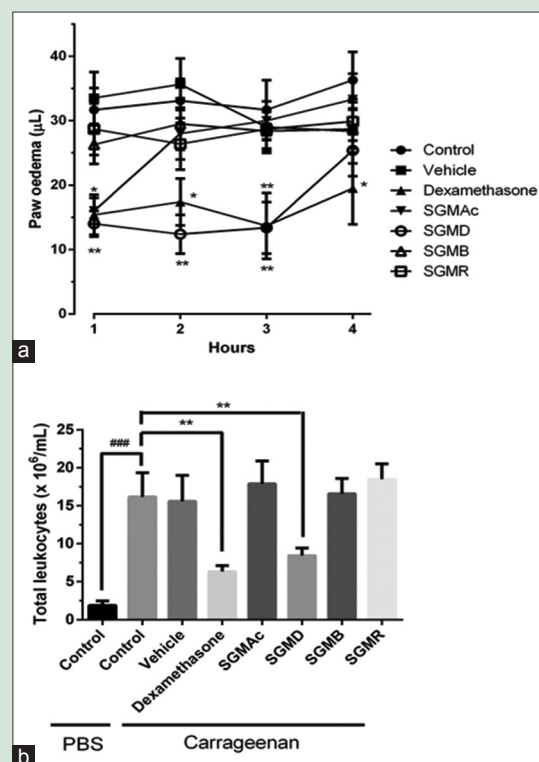 40
30
20
10
0
Paw oedema (µL)
*
**
*
**
**
**
*
1 2 3 4
Hours
Control
Vehicle
Dexamethasone
SGMAc
SGMD
SGMB
SGMR
a
25
20
15
10
5
0
Total leukocytes (x 10⁶/mL)
###
**
**
Control Control Vehicle Dexamethasone SGMAc SGMD SGMB SGMR
PBS Carrageenan
b